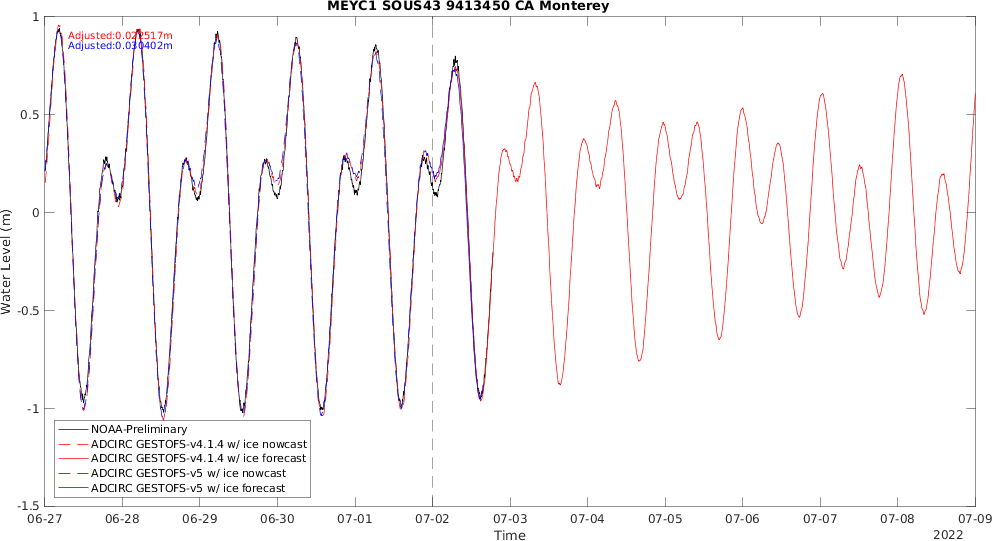 MEYC1 SOUS43 9413450 CA Monterey
Adjusted:0.022517m
Adjusted:0.030402m
Water Level (m)
1
0.5
0
-0.5
-1
-1.5
NOAA-Preliminary
ADCIRC GESTOFS-v4.1.4 w/ ice nowcast
ADCIRC GESTOFS-v4.1.4 w/ ice forecast
ADCIRC GESTOFS-v5 w/ ice nowcast
ADCIRC GESTOFS-v5 w/ ice forecast
06-27 06-28 06-29 06-30 07-01 07-02 07-03 07-04 07-05 07-06 07-07 07-08 07-09
Time
2022